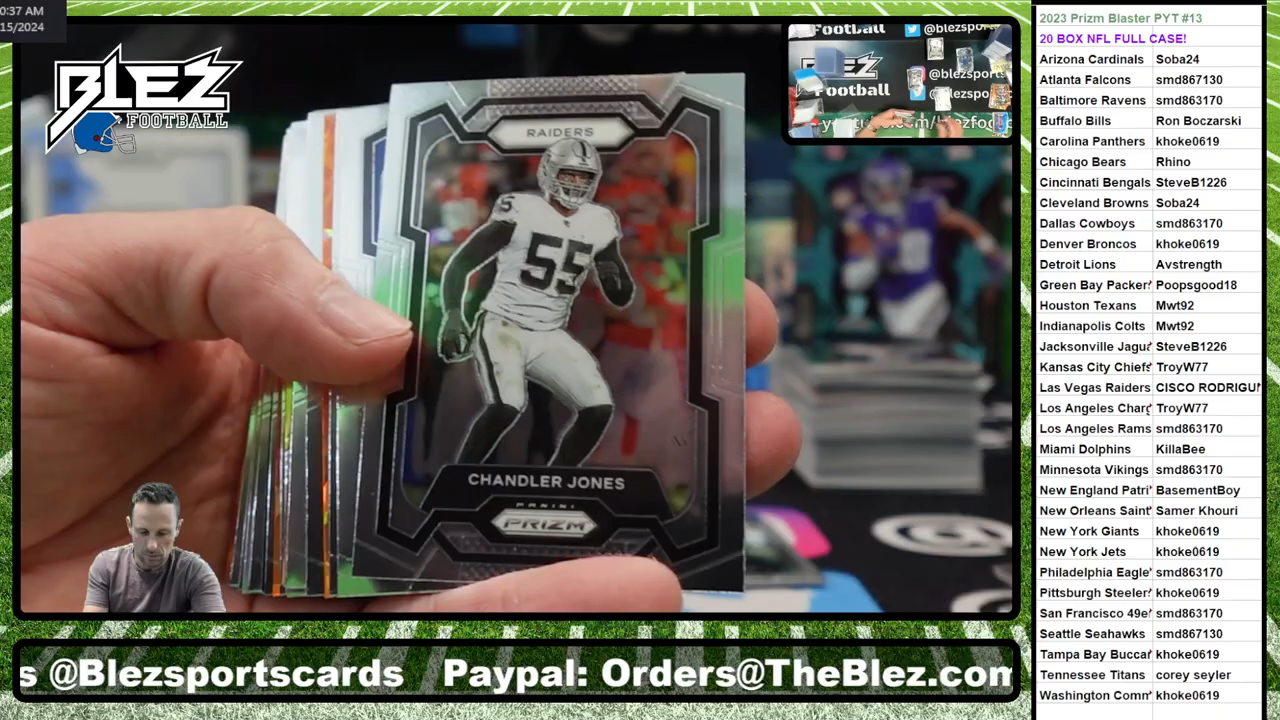 0:37 AM
15/2024
BLEZ
FOOTBALL
RAIDERS
55
CHANDLER JONES
PANINI
PRIZM
Football
@blezspor
BLEZ
Football
@blezsports
@blezspo
s @Blezsportscards Paypal: Orders@TheBlez.com
2023 Prizm Blaster PYT #13
20 BOX NFL FULL CASE!
Arizona Cardinals Soba24
Atlanta Falcons smd867130
Baltimore Ravens smd863170
Buffalo Bills Ron Boczarski
Carolina Panthers khoke0619
Chicago Bears Rhino
Cincinnati Bengals SteveB1226
Cleveland Browns Soba24
Dallas Cowboys smd863170
Denver Broncos khoke0619
Detroit Lions Avstrength
Green Bay Packer Poopsgood18
Houston Texans Mwt92
Indianapolis Colts Mwt92
Jacksonville Jagua SteveB1226
Kansas City Chiefs TroyW77
Las Vegas Raiders CISCO RODRIGU
Los Angeles Charg TroyW77
Los Angeles Rams smd863170
Miami Dolphins KillaBee
Minnesota Vikings smd863170
New England Patri BasementBoy
New Orleans Saint Samer Khouri
New York Giants khoke0619
New York Jets khoke0619
Philadelphia Eagle smd863170
Pittsburgh Steeler khoke0619
San Francisco 49e smd863170
Seattle Seahawks smd867130
Tampa Bay Buccan khoke0619
Tennessee Titans corey seyler
Washington Comm khoke0619